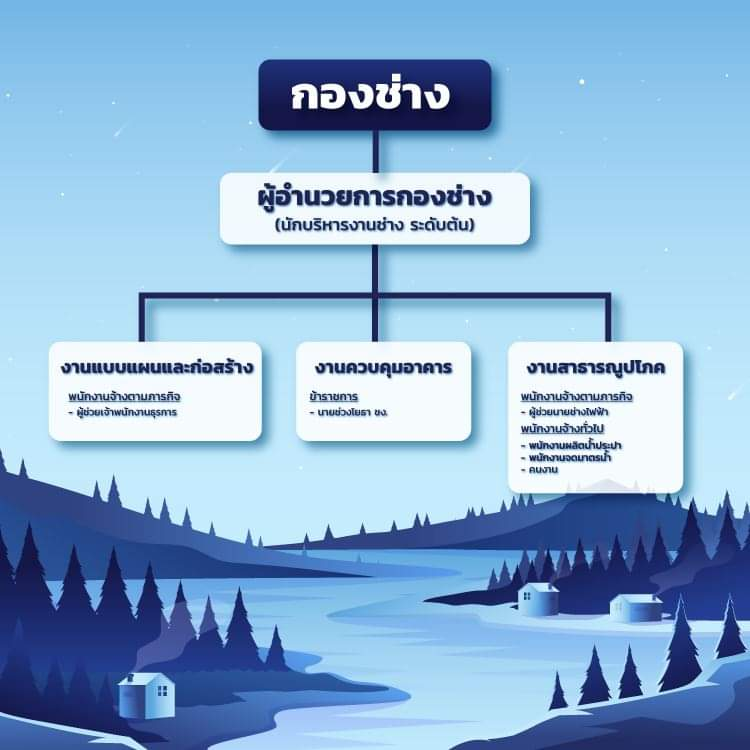 กองช่าง
ผู้อำนวยการกองช่าง
(นักบริหารงานช่าง ระดับต้น)
งานแบบแผนและก่อสร้าง
พนักงานจ้างตามภารกิจ
- ผู้ช่วยเจ้าพนักงานธุรการ
งานควบคุมอาคาร
ข้าราชการ
- นายช่วงโยธา ชง.
งานสาธารณูปโภค
พนักงานจ้างตามภารกิจ
- ผู้ช่วยนายช่างไฟฟ้า
พนักงานจ้างทั่วไป
- พนักงานผลิตน้ำประปา
- พนักงานจดมาตรน้ำ
- คนงาน